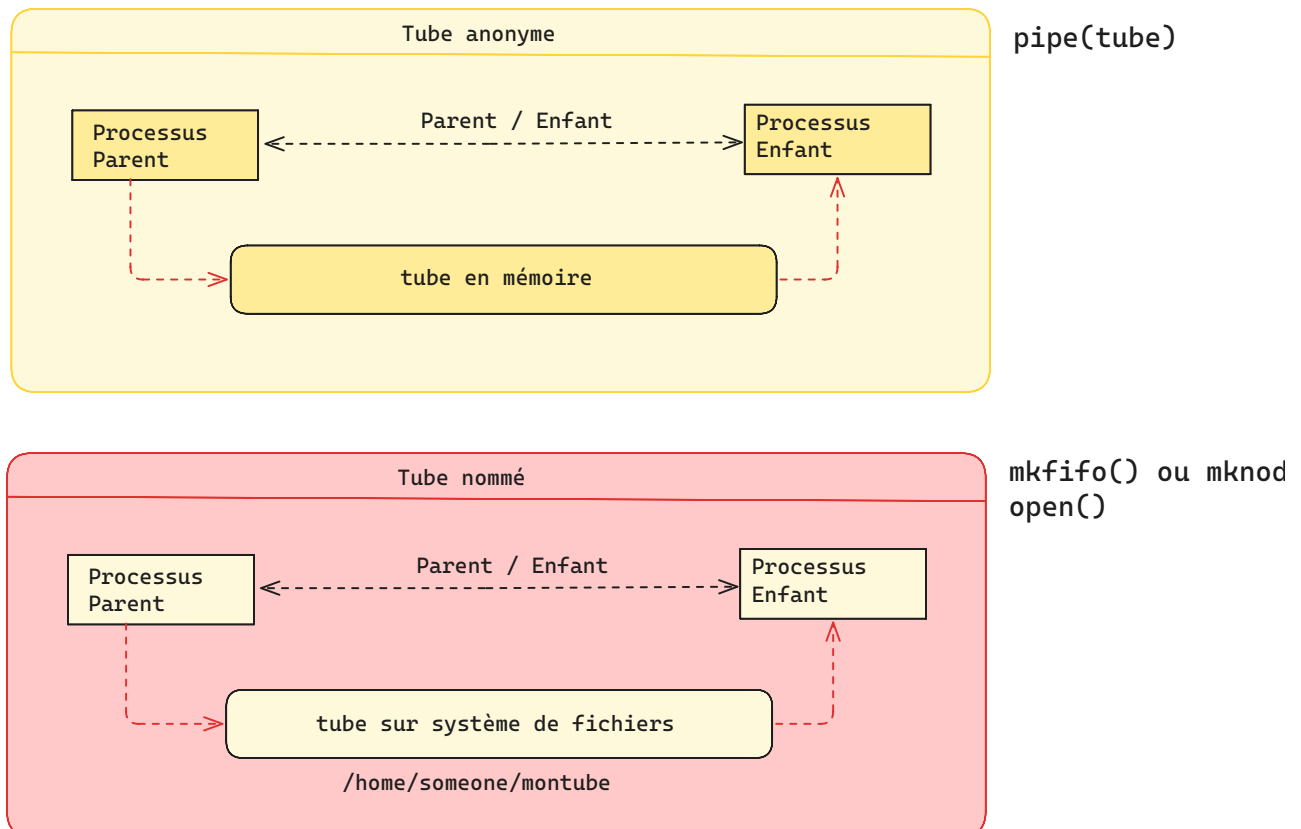 Tube anonyme
pipe(tube)
Processus
Parent
Parent / Enfant
Processus
Enfant
tube en mémoire
Tube nommé
mkfifo() ou mknod
open()
Processus
Parent
Parent / Enfant
Processus
Enfant
tube sur système de fichiers
/home/someone/montube